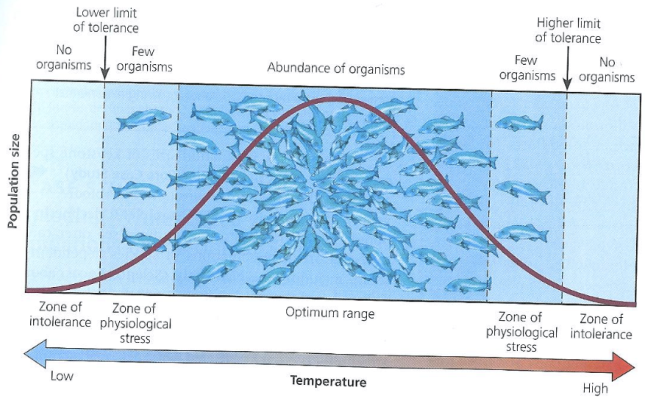 Lower limit
of tolerance
Higher limit
of tolerance
No
organisms
Few
organisms
Abundance of organisms
Few
organisms
No
organisms
Population size
Zone of
intolerance
Zone of
physiological
stress
Optimum range
Zone of
physiological
stress
Zone of
intolerance
Low
Temperature
High